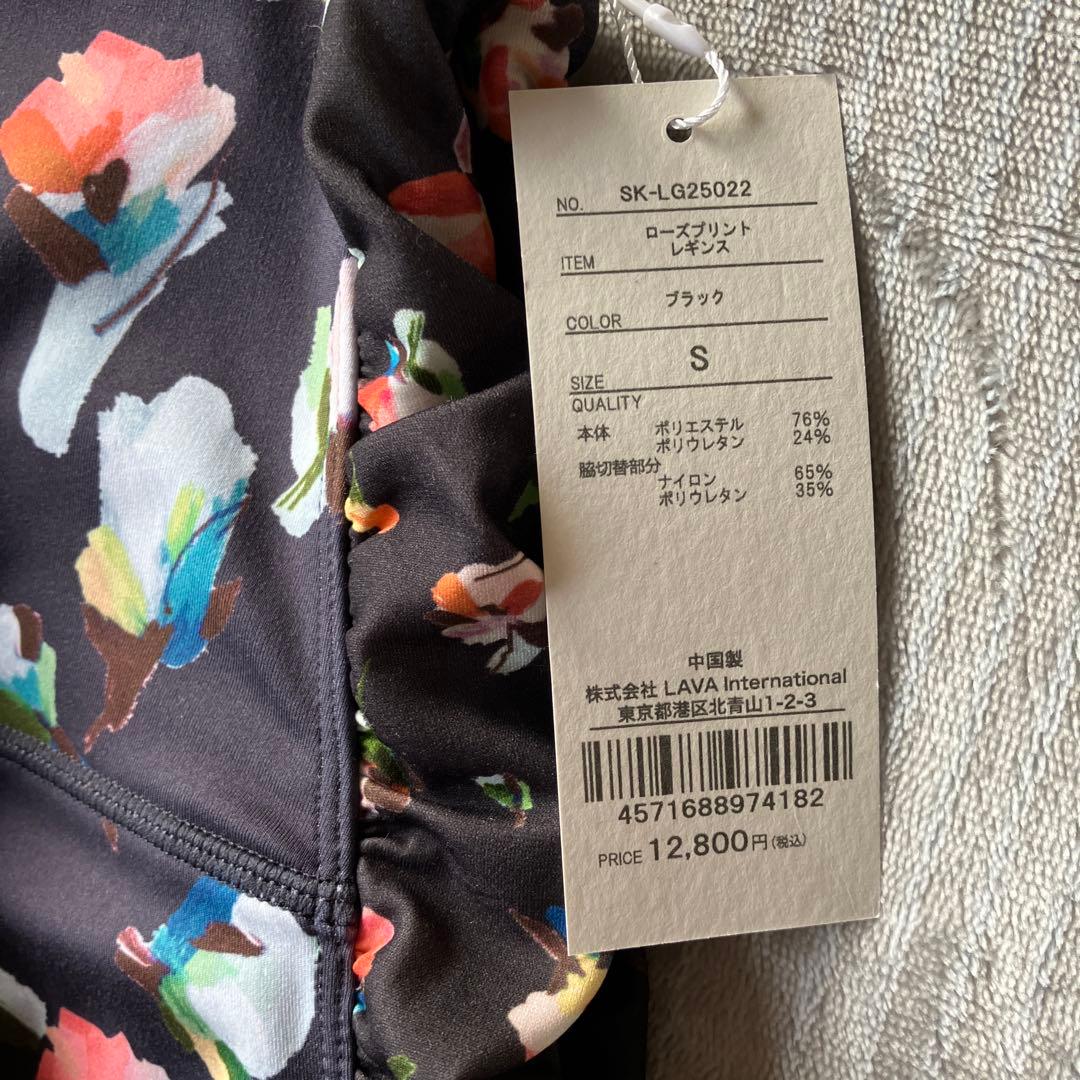 NO. SK-LG25022
ローズプリント
レギンス
ITEM
ブラック
COLOR
S
SIZE
QUALITY
本体 ポリエステル 76%
ポリウレタン 24%
脇切替部分
ナイロン 65%
ポリウレタン 35%
中国製
株式会社 LAVA International
東京都港区北青山1-2-3
4571688974182
PRICE 12,800円(税込)